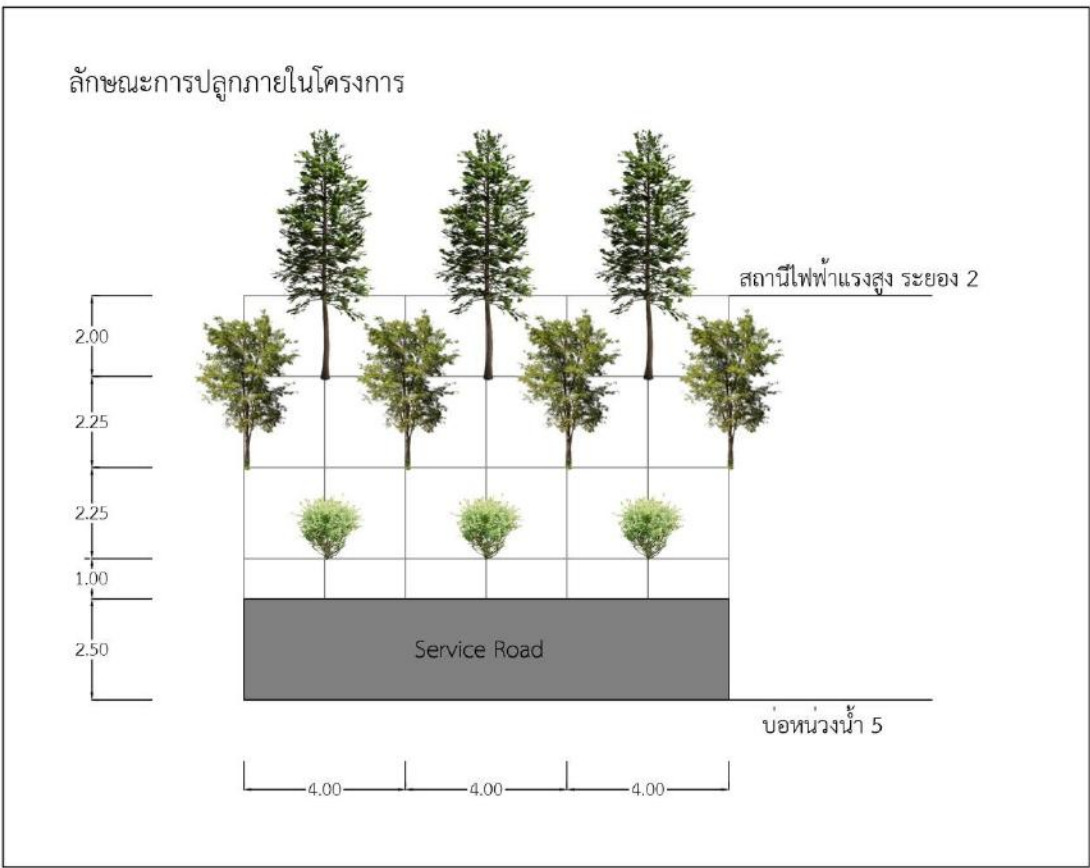 ลักษณะการปลูกภายในโครงการ
สถานีไฟฟ้าแรงสูง ระยอง 2
2.00
2.25
2.25
1.00
2.50
Service Road
บ่อหน่วงน้ำ 5
4.00 4.00 4.00